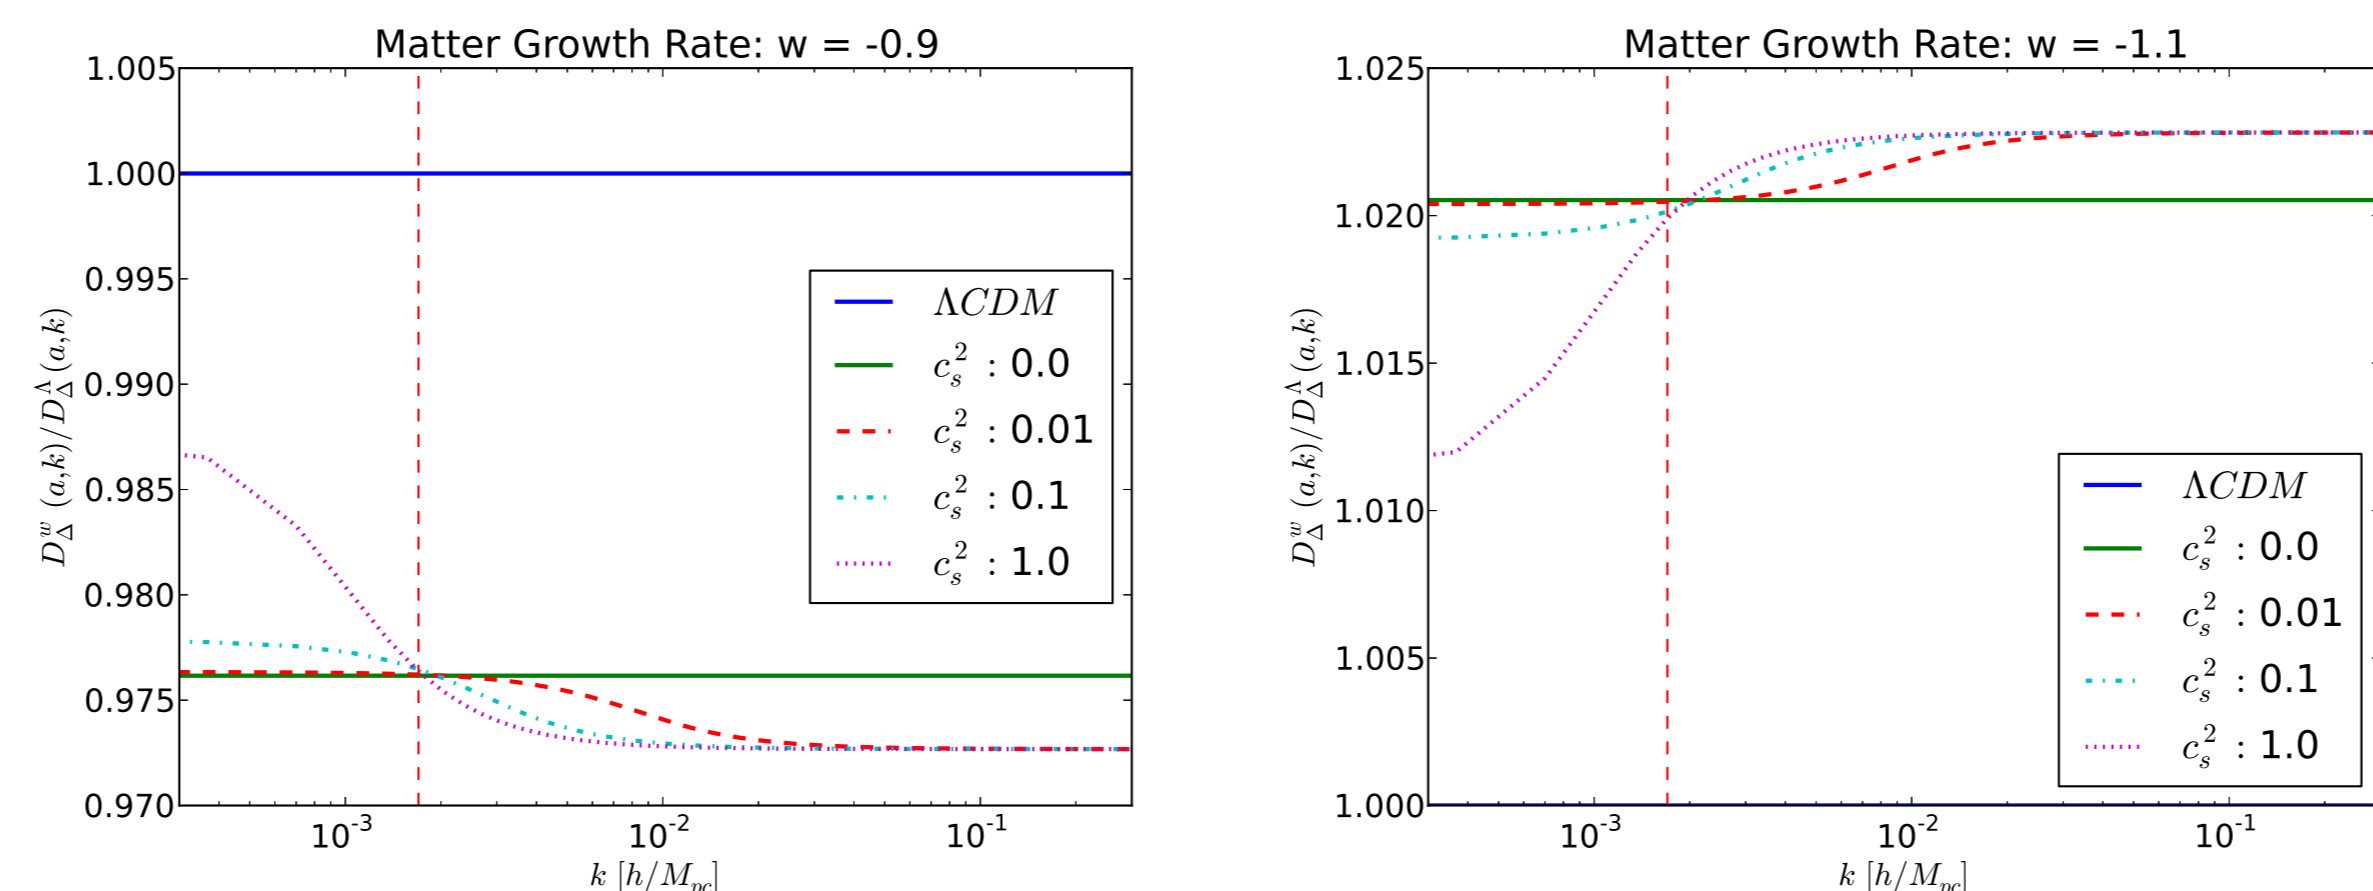 Matter Growth Rate: w = -0.9
1.005
1.000
0.995
0.990
0.985
0.980
0.975
0.970
D_Δ^w (a,k)/D_Δ^Λ(a,k)
ΛCDM
c_s^2 : 0.0
c_s^2 : 0.01
c_s^2 : 0.1
c_s^2 : 1.0
10^-3 10^-2 10^-1
k [h/M_pc]
Matter Growth Rate: w = -1.1
1.025
1.020
1.015
1.010
1.005
1.000
D_Δ^w (a,k)/D_Δ^Λ(a,k)
ΛCDM
c_s^2 : 0.0
c_s^2 : 0.01
c_s^2 : 0.1
c_s^2 : 1.0
10^-3 10^-2 10^-1
k [h/M_pc]